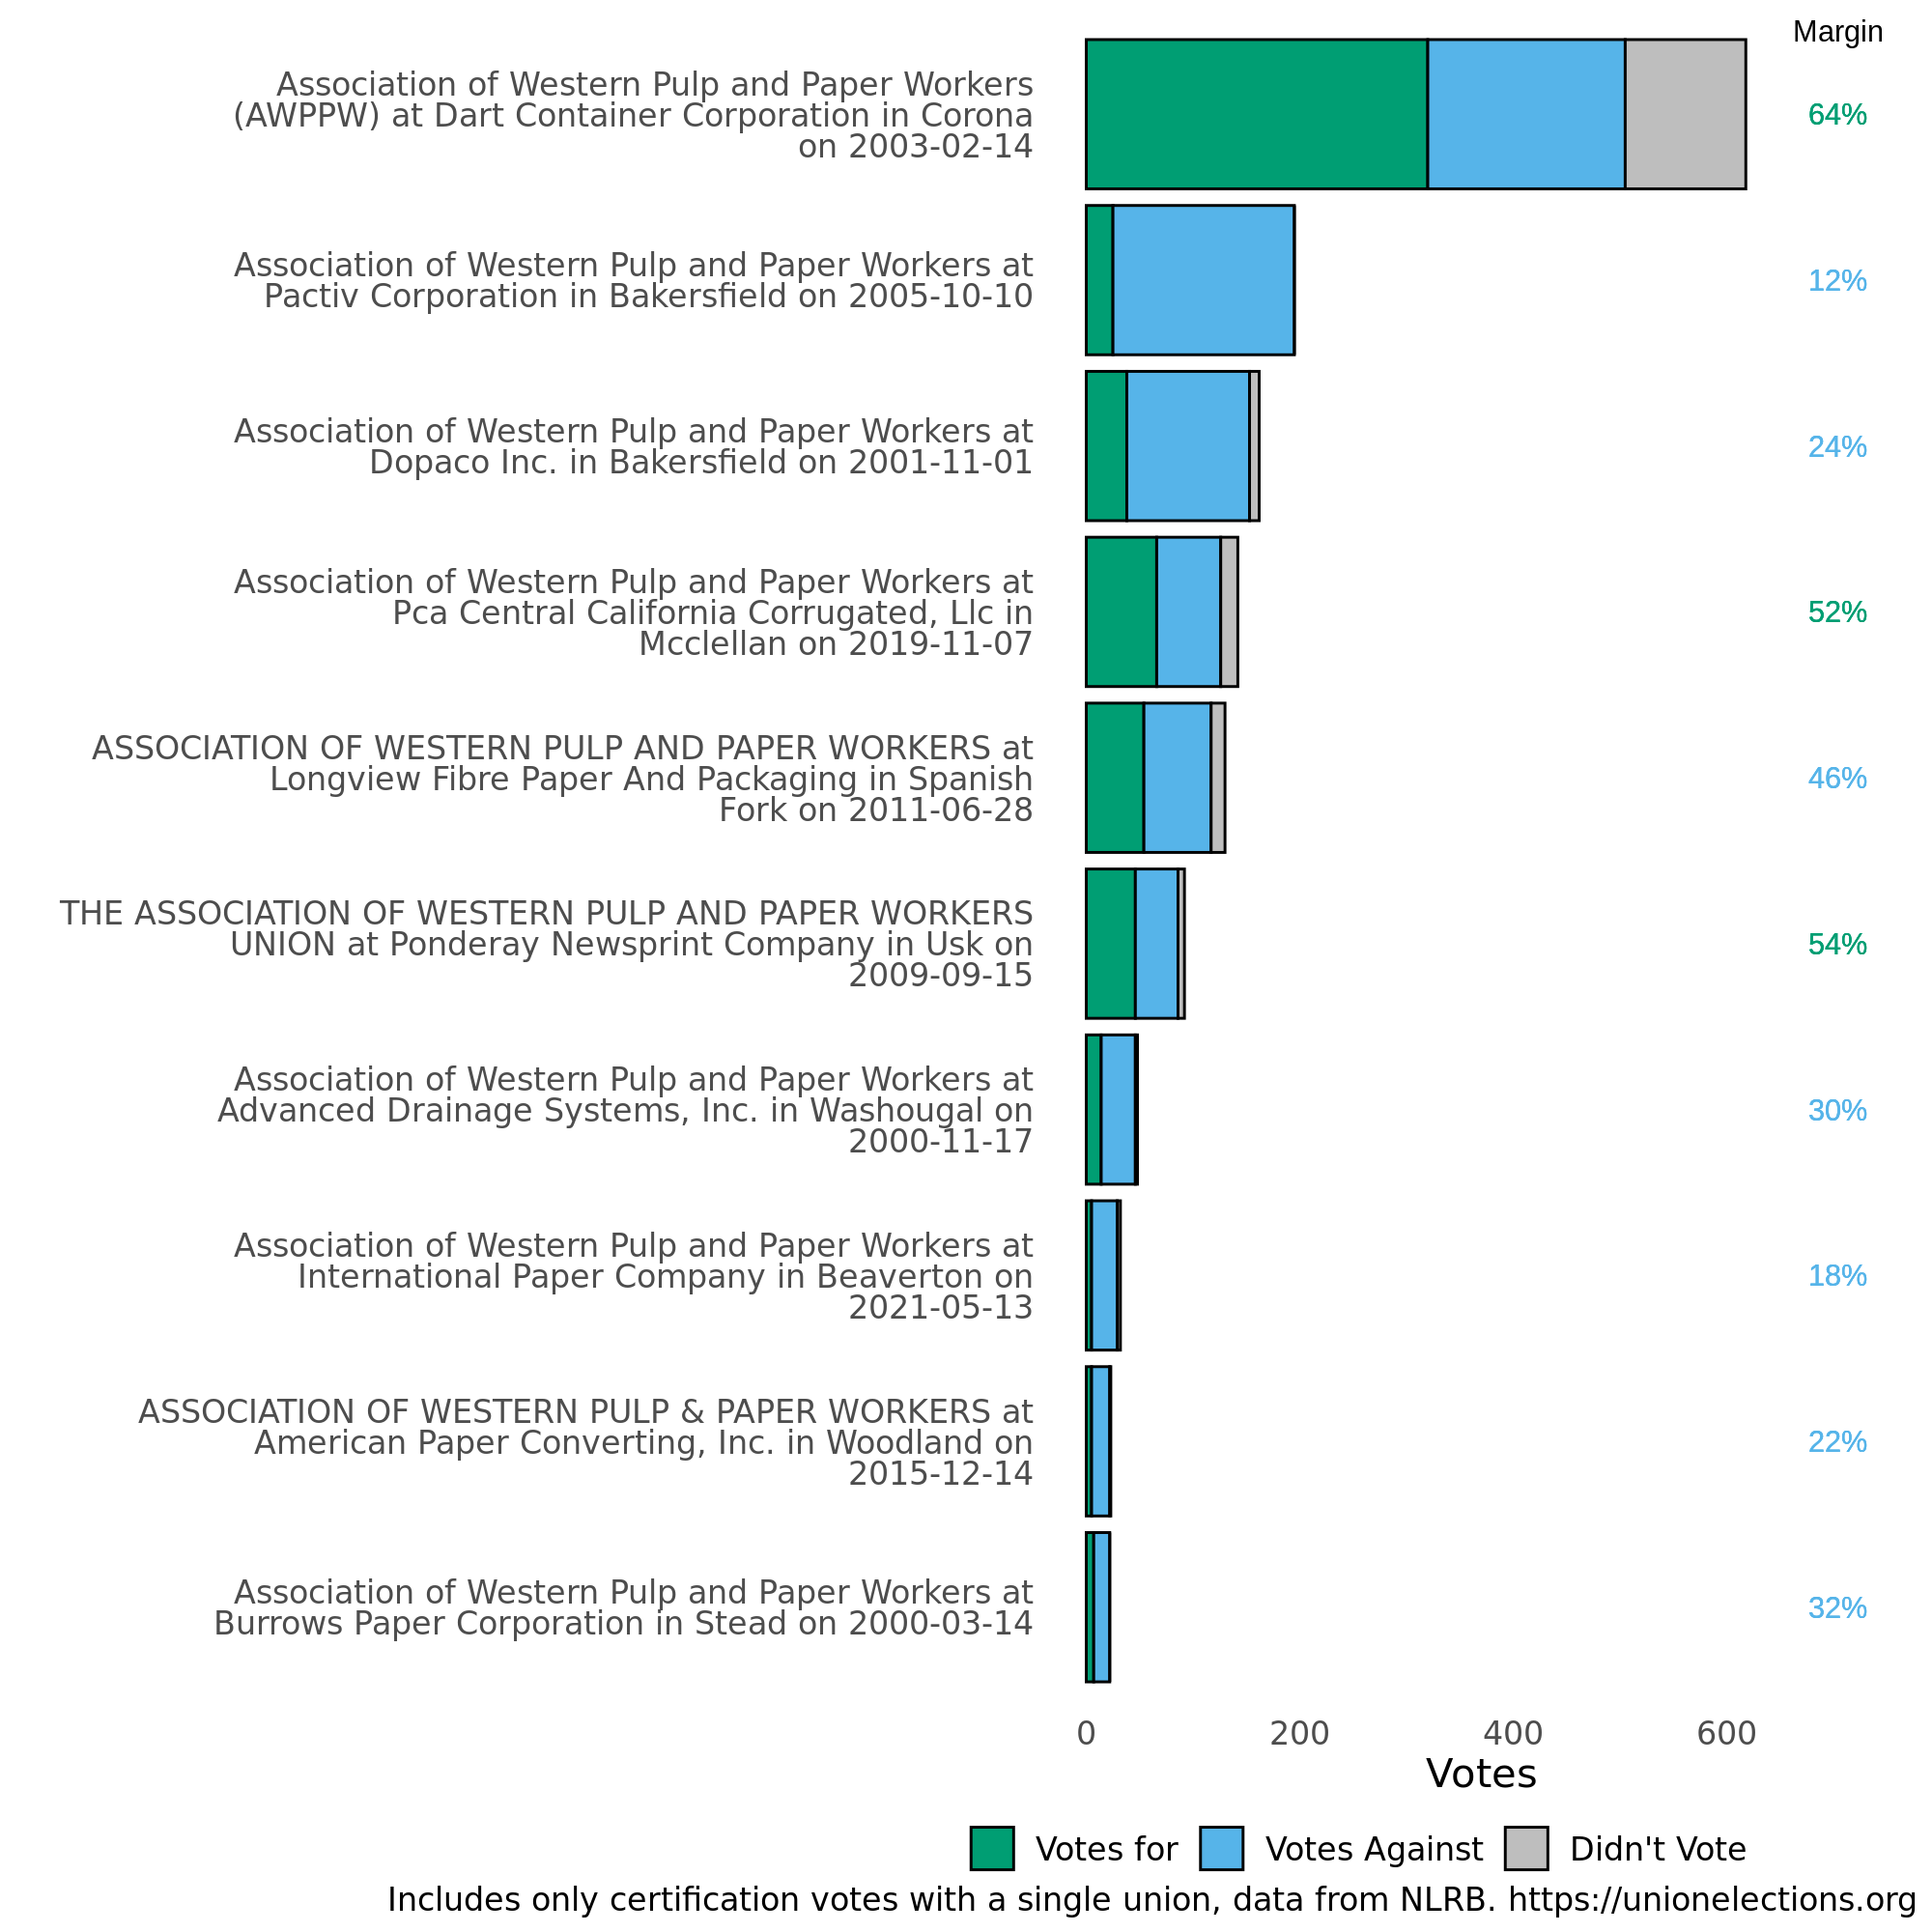 Margin
Association of Western Pulp and Paper Workers
(AWPPW) at Dart Container Corporation in Corona
on 2003-02-14
64%
Association of Western Pulp and Paper Workers at
Pactiv Corporation in Bakersfield on 2005-10-10
12%
Association of Western Pulp and Paper Workers at
Dopaco Inc. in Bakersfield on 2001-11-01
24%
Association of Western Pulp and Paper Workers at
Pca Central California Corrugated, Llc in
Mcclellan on 2019-11-07
52%
ASSOCIATION OF WESTERN PULP AND PAPER WORKERS at
Longview Fibre Paper And Packaging in Spanish
Fork on 2011-06-28
46%
THE ASSOCIATION OF WESTERN PULP AND PAPER WORKERS
UNION at Ponderay Newsprint Company in Usk on
2009-09-15
54%
Association of Western Pulp and Paper Workers at
Advanced Drainage Systems, Inc. in Washougal on
2000-11-17
30%
Association of Western Pulp and Paper Workers at
International Paper Company in Beaverton on
2021-05-13
18%
ASSOCIATION OF WESTERN PULP & PAPER WORKERS at
American Paper Converting, Inc. in Woodland on
2015-12-14
22%
Association of Western Pulp and Paper Workers at
Burrows Paper Corporation in Stead on 2000-03-14
32%
0 200 400 600
Votes
Votes for Votes Against Didn't Vote
Includes only certification votes with a single union, data from NLRB. https://unionelections.org